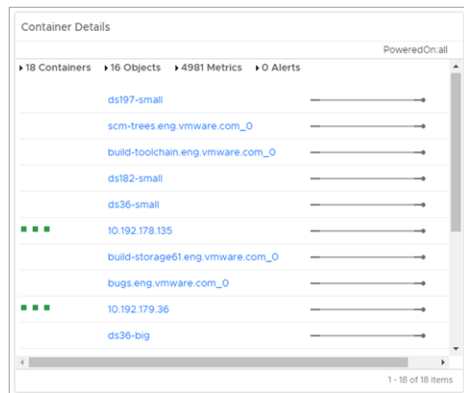 Container Details
PoweredOn:all
18 Containers 16 Objects 4981 Metrics 0 Alerts
ds197-small
scm-trees.eng.vmware.com_0
build-toolchain.eng.vmware.com_0
ds182-small
ds36-small
10.192.178.135
build-storage61.eng.vmware.com_0
bugs.eng.vmware.com_0
10.192.179.36
ds36-big
1 - 18 of 18 items